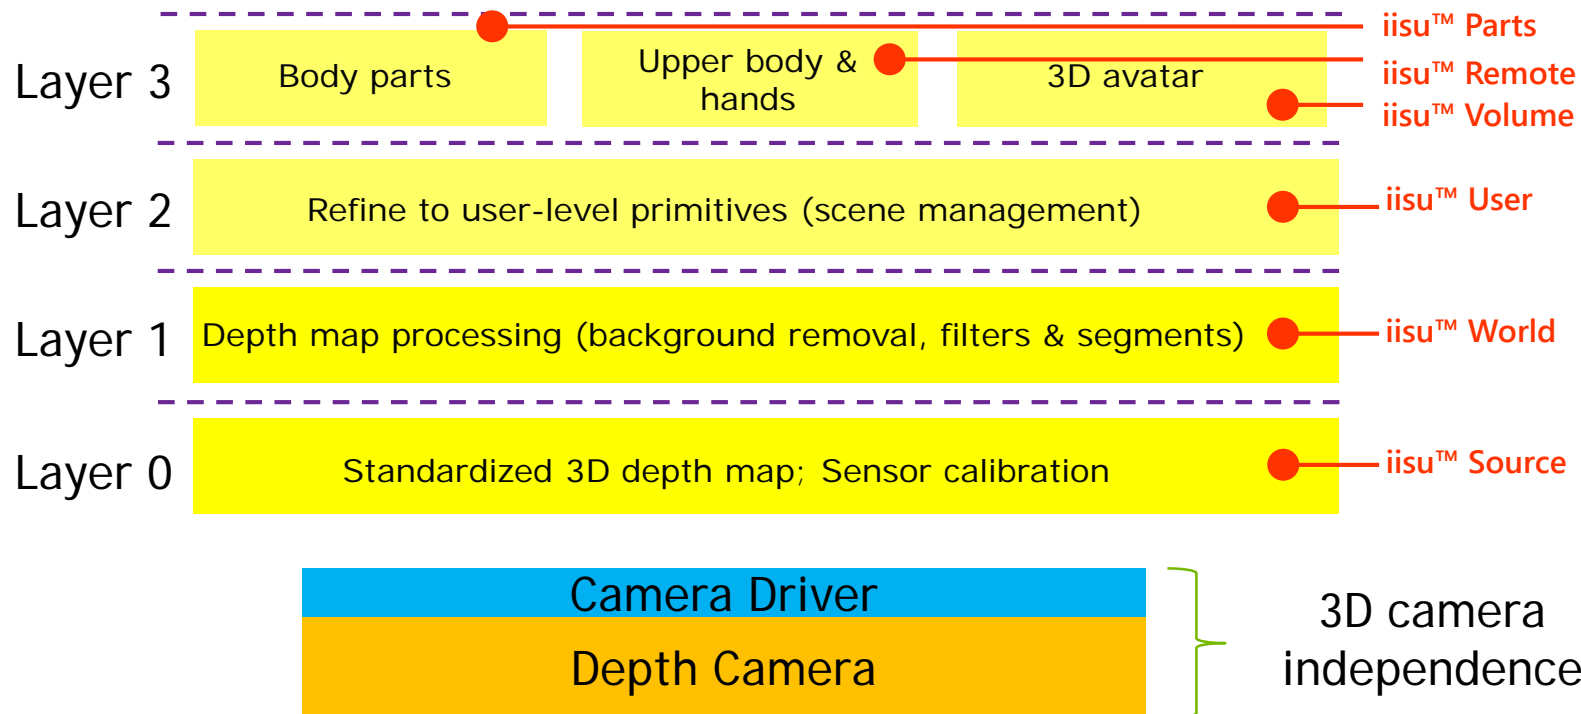 Layer 3
Body parts
Upper body &
hands
3D avatar
iisu™ Parts
iisu™ Remote
iisu™ Volume
Layer 2
Refine to user-level primitives (scene management)
iisu™ User
Layer 1
Depth map processing (background removal, filters & segments)
iisu™ World
Layer 0
Standardized 3D depth map; Sensor calibration
iisu™ Source
Camera Driver
Depth Camera
3D camera
independence